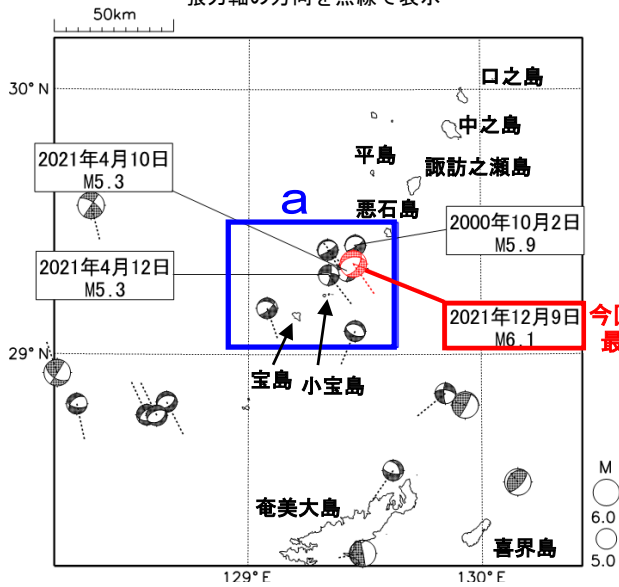 張力軸の方向を点線で表示
50km
30°N
口之島
中之島
平島
諏訪之瀬島
2021年4月10日
M5.3
a
悪石島
2000年10月2日
M5.9
2021年4月12日
M5.3
2021年12月9日
M6.1
29°N
宝島
小宝島
奄美大島
喜界島
M
6.0
5.0
129°E
130°E